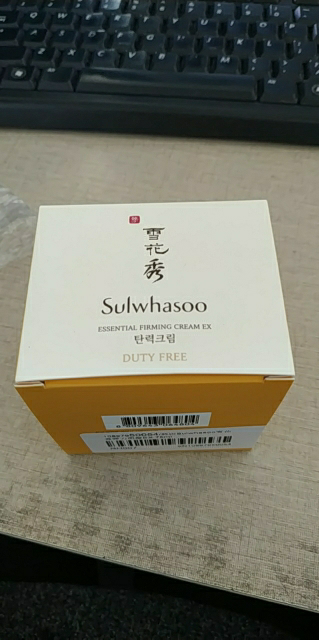 雪
花
秀
Sulwhasoo
ESSENTIAL FIRMING CREAM EX
탄력크림
DUTY FREE